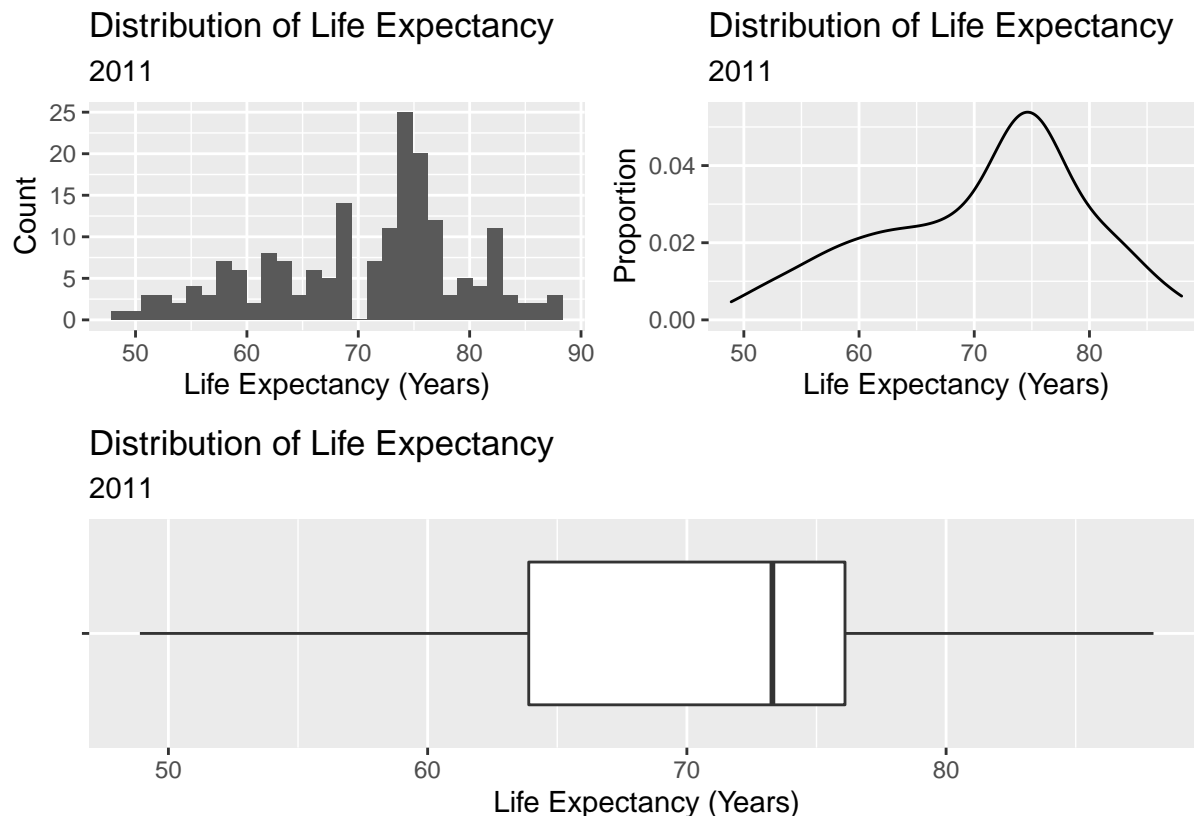 Distribution of Life Expectancy
2011
25
20
15
10
5
0
Count
50 60 70 80 90
Life Expectancy (Years)
Distribution of Life Expectancy
2011
0.04
0.02
0.00
Proportion
50 60 70 80
Life Expectancy (Years)
Distribution of Life Expectancy
2011
50 60 70 80
Life Expectancy (Years)